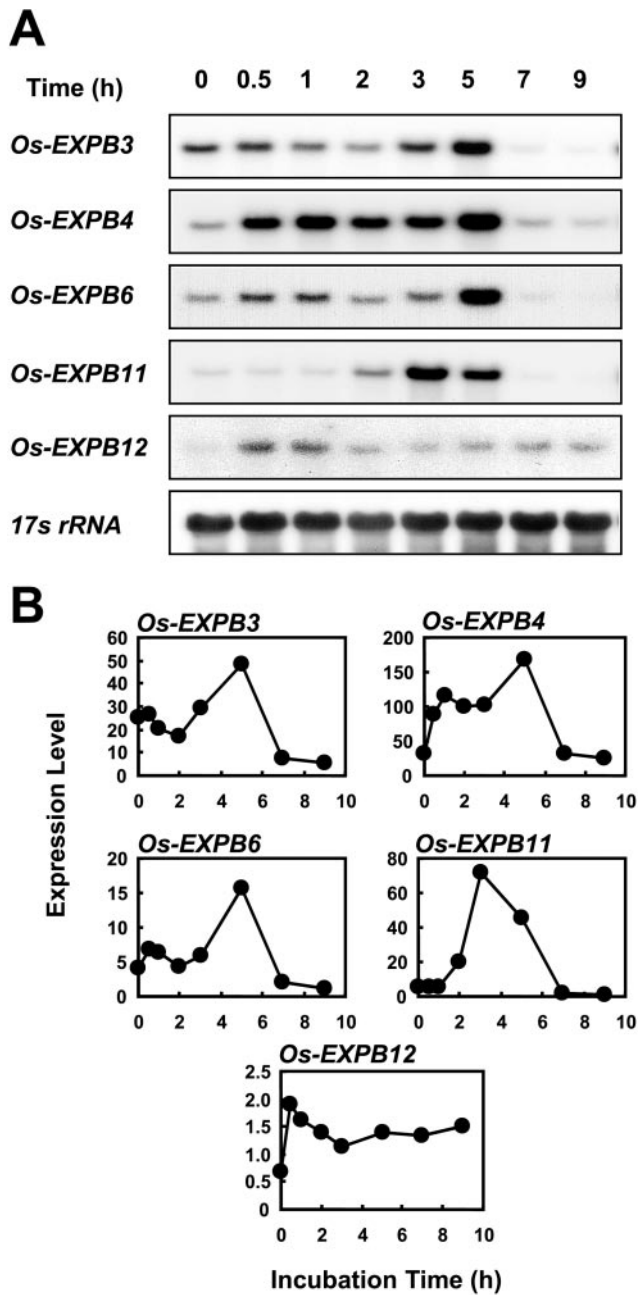 A
Time (h) 0 0.5 1 2 3 5 7 9
Os-EXPB3
Os-EXPB4
Os-EXPB6
Os-EXPB11
Os-EXPB12
17s rRNA
B
Expression Level
Os-EXPB3
60
50
40
30
20
10
0
0 2 4 6 8 10
Os-EXPB4
200
150
100
50
0
0 2 4 6 8 10
Os-EXPB6
20
15
10
5
0
0 2 4 6 8 10
Os-EXPB11
80
60
40
20
0
0 2 4 6 8 10
Os-EXPB12
2.5
2.0
1.5
1.0
0.5
0
0 2 4 6 8 10
Incubation Time (h)